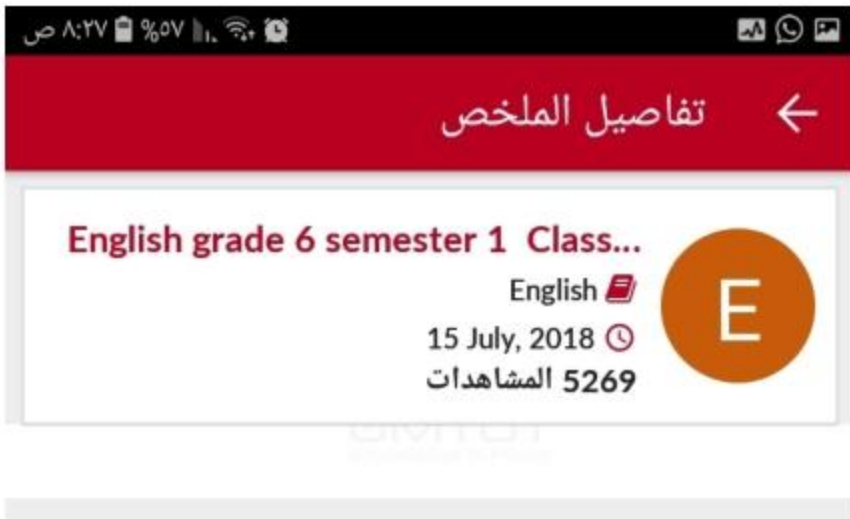 ٨:٢٧ ص ٥٧%
تفاصيل الملخص
English grade 6 semester 1 Class...
E
English
15 July, 2018
5269 المشاهدات